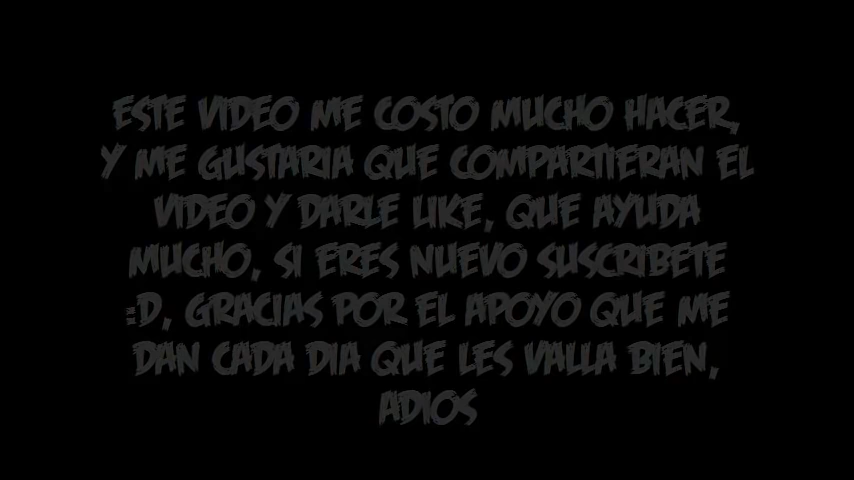 ESTE VIDEO ME COSTO MUCHO HACER,
Y ME GUSTARIA QUE COMPARTIERAN EL
VIDEO Y DARLE LIKE, QUE AYUDA
MUCHO, SI ERES NUEVO SUSCRIBETE
:D, GRACIAS POR EL APOYO QUE ME
DAN CADA DIA QUE LES VALLA BIEN,
ADIOS